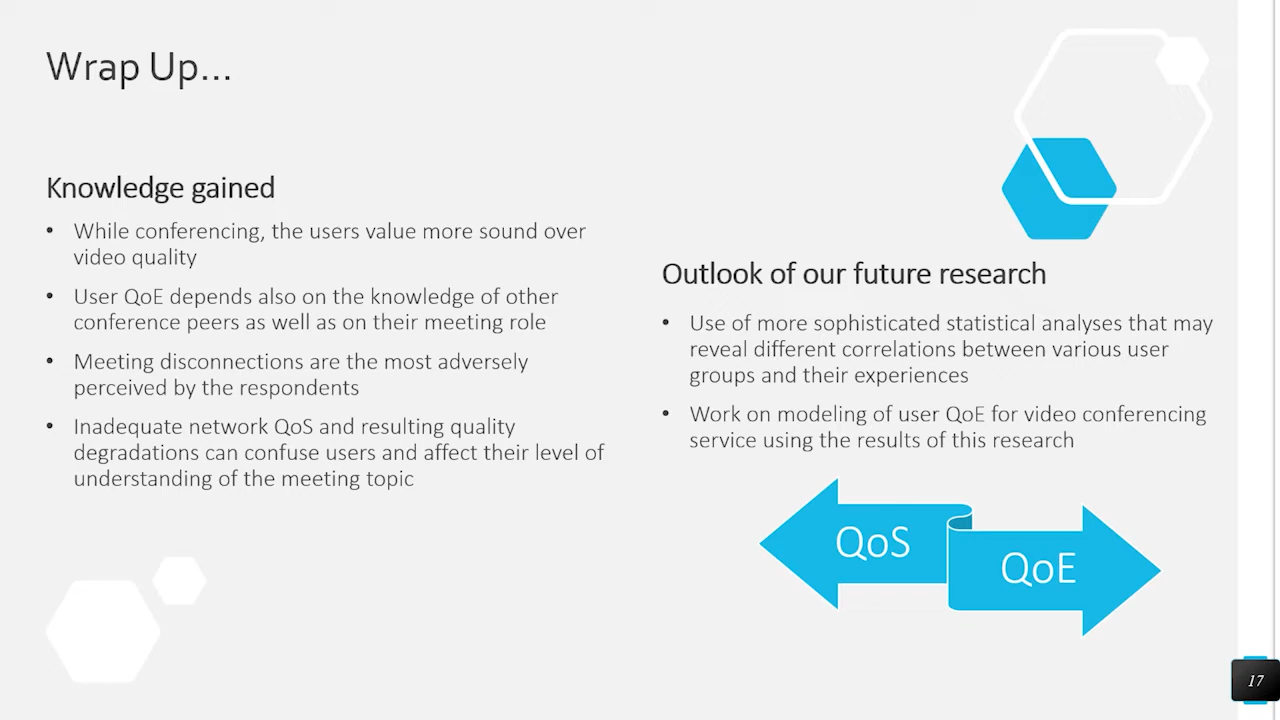 Wrap Up...
Knowledge gained
• While conferencing, the users value more sound over
video quality
• User QoE depends also on the knowledge of other
conference peers as well as on their meeting role
• Meeting disconnections are the most adversely
perceived by the respondents
• Inadequate network QoS and resulting quality
degradations can confuse users and affect their level of
understanding of the meeting topic
Outlook of our future research
• Use of more sophisticated statistical analyses that may
reveal different correlations between various user
groups and their experiences
• Work on modeling of user QoE for video conferencing
service using the results of this research
QoS
QoE
17